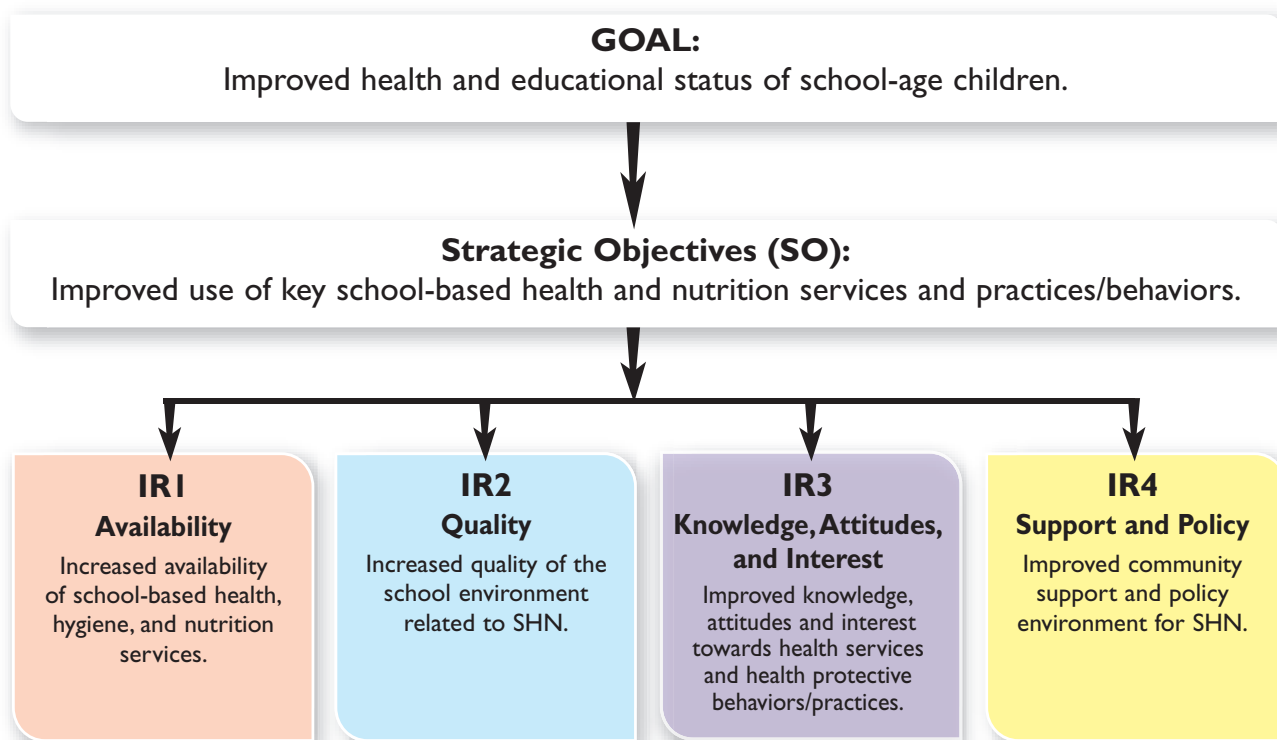 GOAL:
Improved health and educational status of school-age children.
Strategic Objectives (SO):
Improved use of key school-based health and nutrition services and practices/behaviors.
IR1
Availability
Increased availability
of school-based health,
hygiene, and nutrition
services.
IR2
Quality
Increased quality of the
school environment
related to SHN.
IR3
Knowledge, Attitudes,
and Interest
Improved knowledge,
attitudes and interest
towards health services
and health protective
behaviors/practices.
IR4
Support and Policy
Improved community
support and policy
environment for SHN.